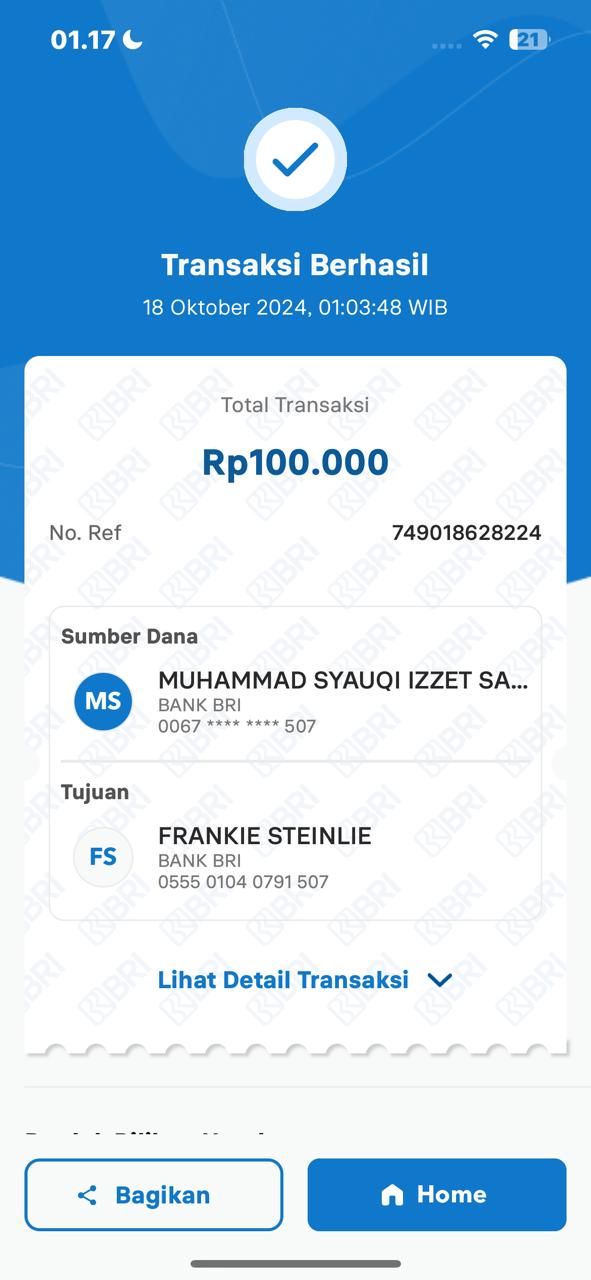 01.17
21
Transaksi Berhasil
18 Oktober 2024, 01:03:48 WIB
Total Transaksi
Rp100.000
No. Ref 749018628224
Sumber Dana
MS
MUHAMMAD SYAUQI IZZET SA...
BANK BRI
0067 **** **** 507
Tujuan
FS
FRANKIE STEINLIE
BANK BRI
0555 0104 0791 507
Lihat Detail Transaksi
Bagikan
Home